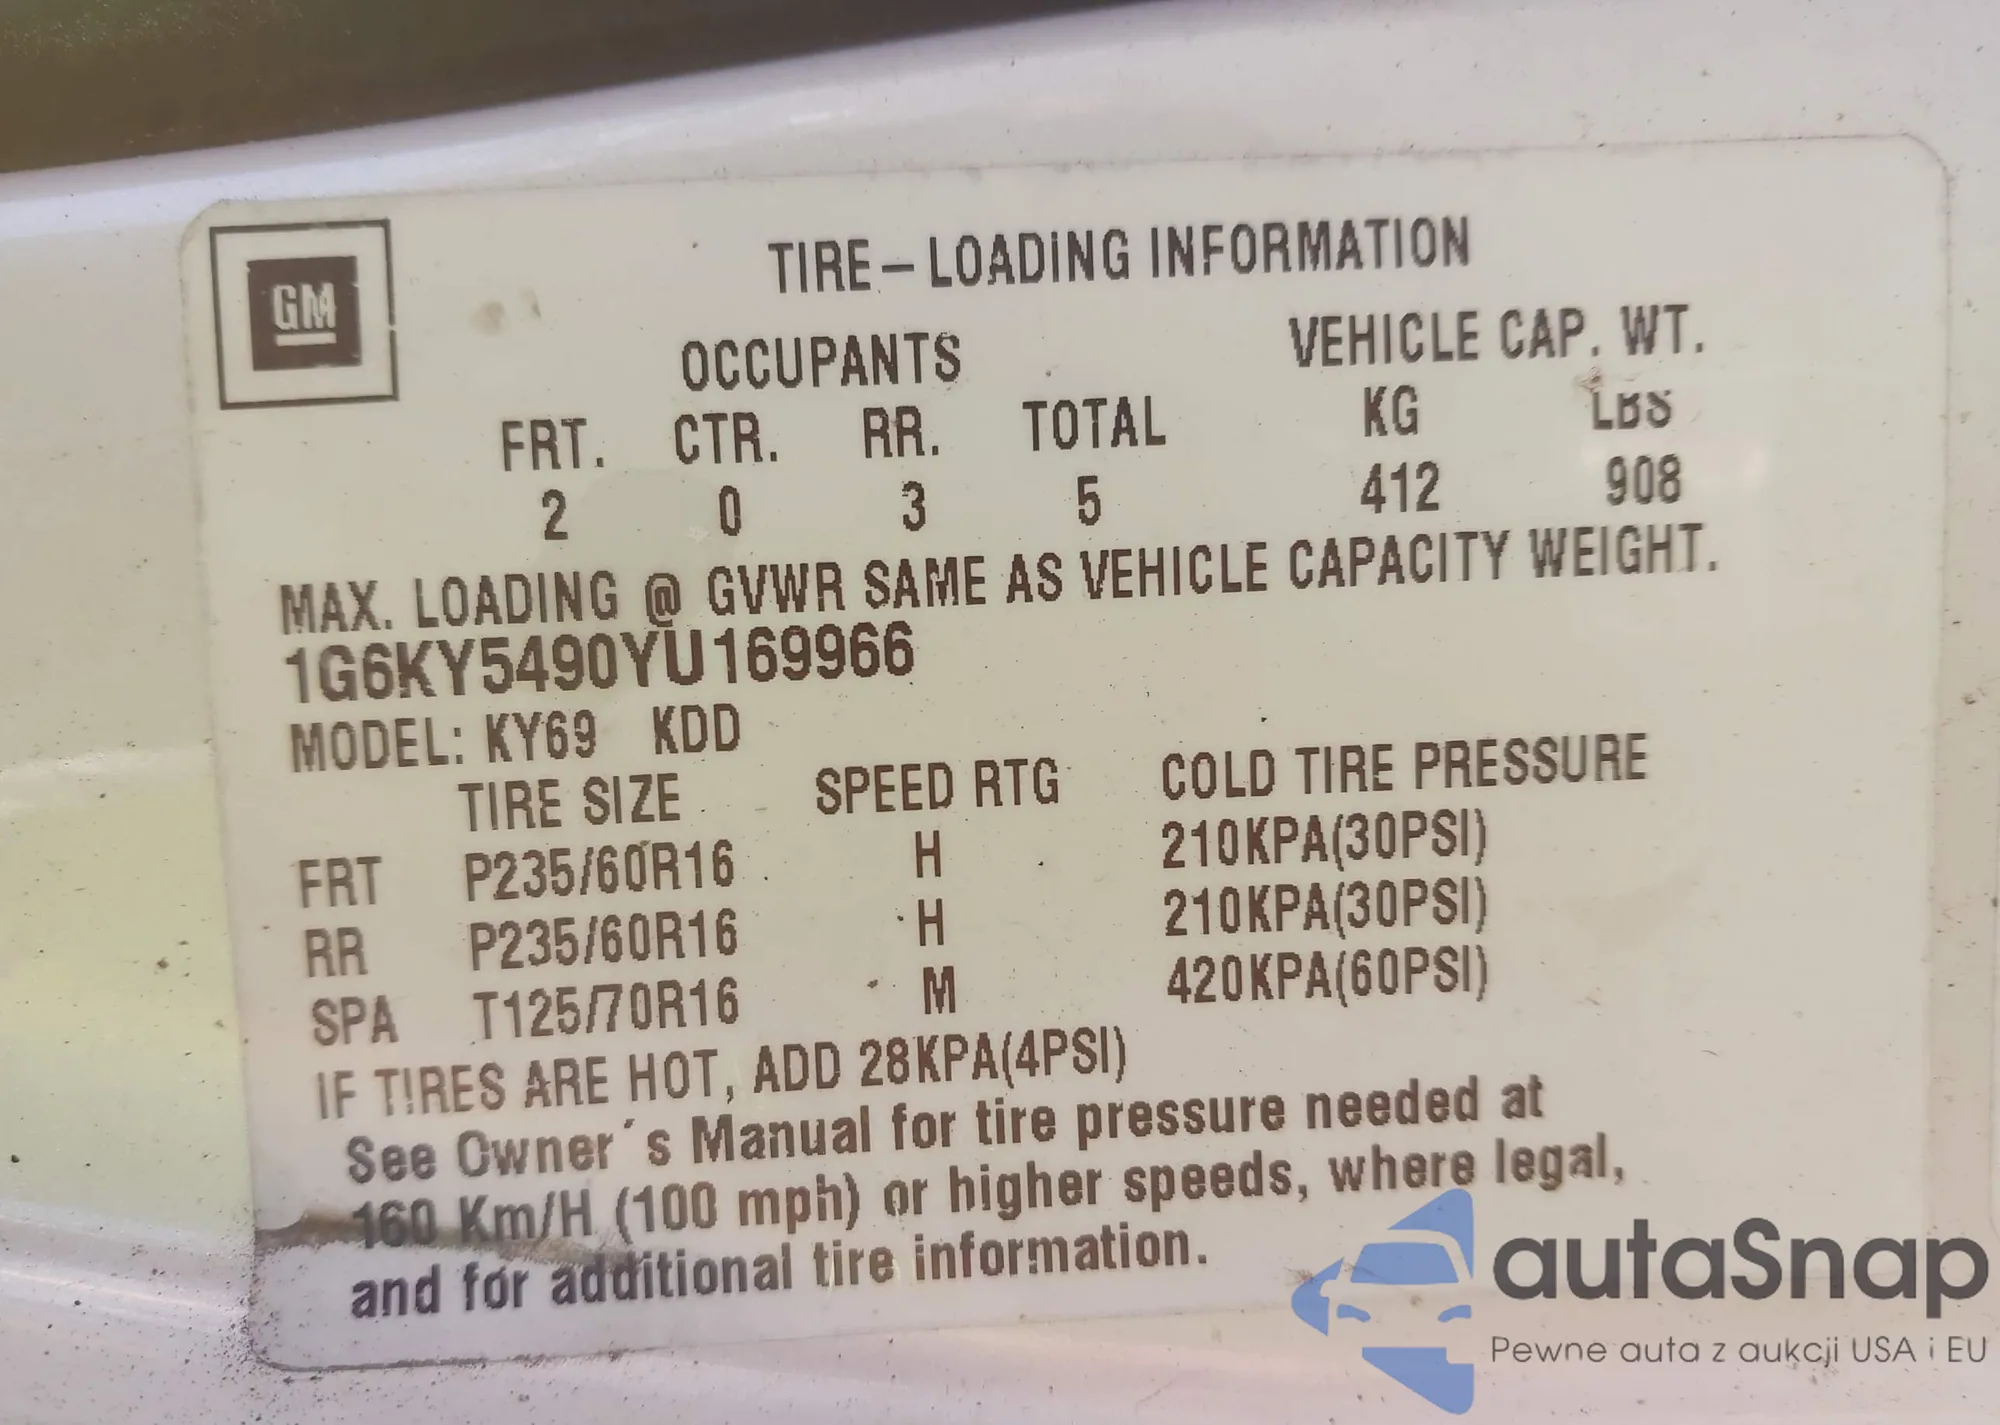 GM
TIRE – LOADING INFORMATION
OCCUPANTS VEHICLE CAP. WT.
FRT. CTR. RR. TOTAL KG LBS
2 0 3 5 412 908
MAX. LOADING @ GVWR SAME AS VEHICLE CAPACITY WEIGHT.
1G6KY5490YU169966
MODEL: KY69 KDD
TIRE SIZE SPEED RTG COLD TIRE PRESSURE
FRT P235/60R16 H 210KPA(30PSI)
RR P235/60R16 H 210KPA(30PSI)
SPA T125/70R16 M 420KPA(60PSI)
IF TIRES ARE HOT, ADD 28KPA(4PSI)
See Owner´s Manual for tire pressure needed at
160 Km/H (100 mph) or higher speeds, where legal,
and for additional tire information.
autaSnap
Pewne auta z aukcji USA i EU